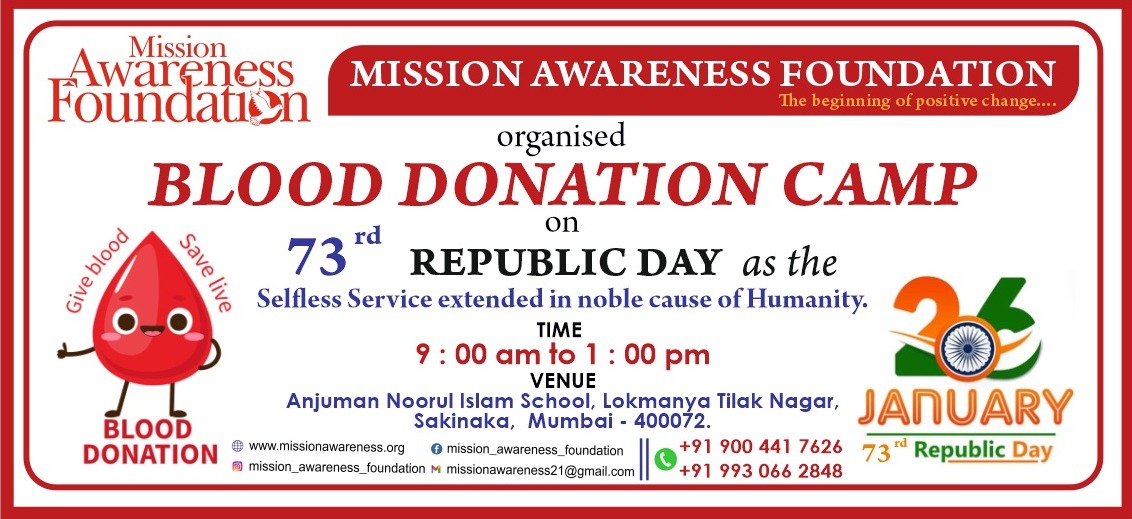 Mission
Awareness
Foundation
MISSION AWARENESS FOUNDATION
The beginning of positive change....
organised
BLOOD DONATION CAMP
on
73rd REPUBLIC DAY as the
Selfless Service extended in noble cause of Humanity.
Give blood
Save live
BLOOD
DONATION
TIME
9 : 00 am to 1 : 00 pm
VENUE
Anjuman Noorul Islam School, Lokmanya Tilak Nagar,
Sakinaka, Mumbai - 400072.
www.missionawareness.org
mission_awareness_foundation
mission_awareness_foundation
missionawareness21@gmail.com
+91 900 441 7626
+91 993 066 2848
26
JANUARY
73rd Republic Day